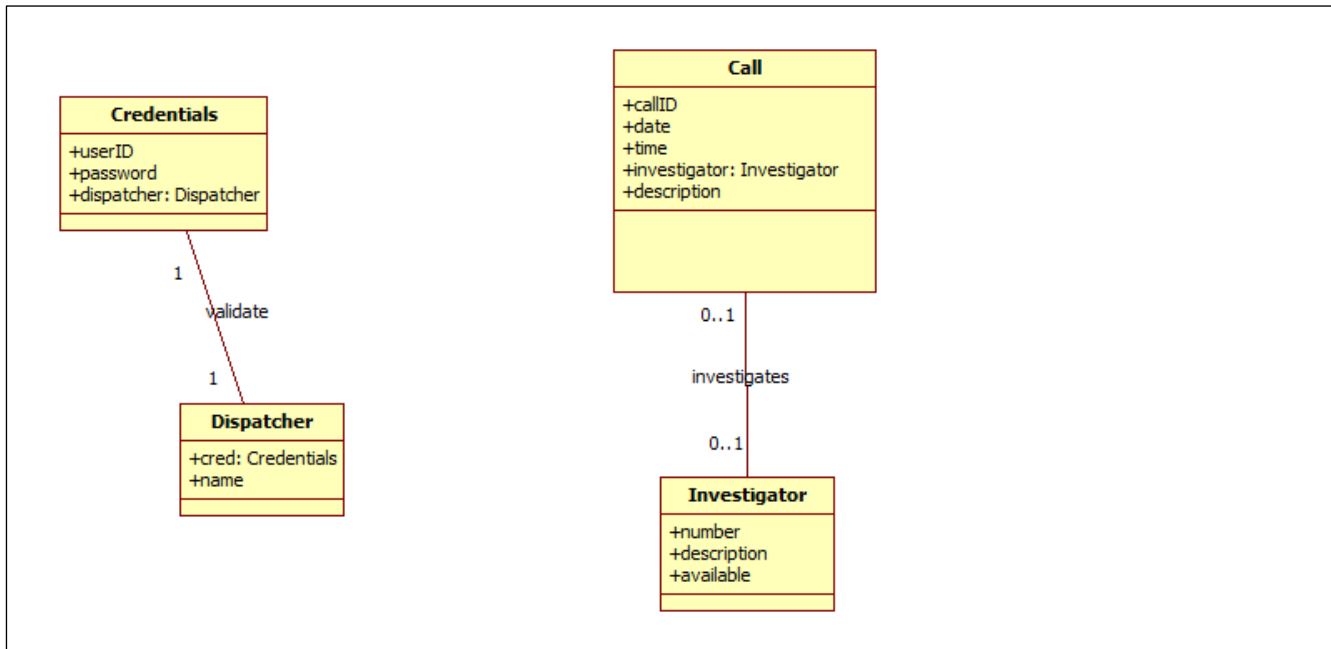 Credentials
+userID
+password
+dispatcher: Dispatcher
1
validate
1
Dispatcher
+cred: Credentials
+name
Call
+callID
+date
+time
+investigator: Investigator
+description
0..1
investigates
0..1
Investigator
+number
+description
+available